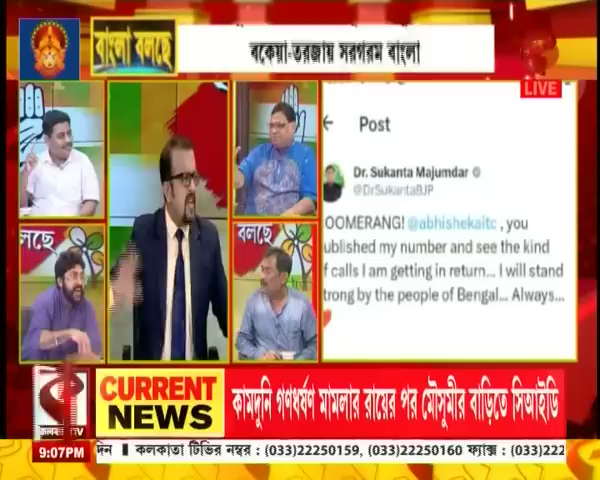 বাংলা বলছে
বকেয়া-তরজায় সরগরম বাংলা
LIVE
Post
Dr. Sukanta Majumdar
@DrSukantaBJP
OOMERANG! @abhishekaitc , you
ublished my number and see the kind
f calls I am getting in return... I will stand
trong by the people of Bengal... Always...
বলছে
বলছে
CURRENT
NEWS
কামদুনি গণধর্ষণ মামলার রায়ের পর মৌসুমীর বাড়িতে সিআইডি
9:07PM
দিন । কলকাতা টিভির নম্বর : (033)22250159, (033)22250160 ফ্যাক্স : (033)222